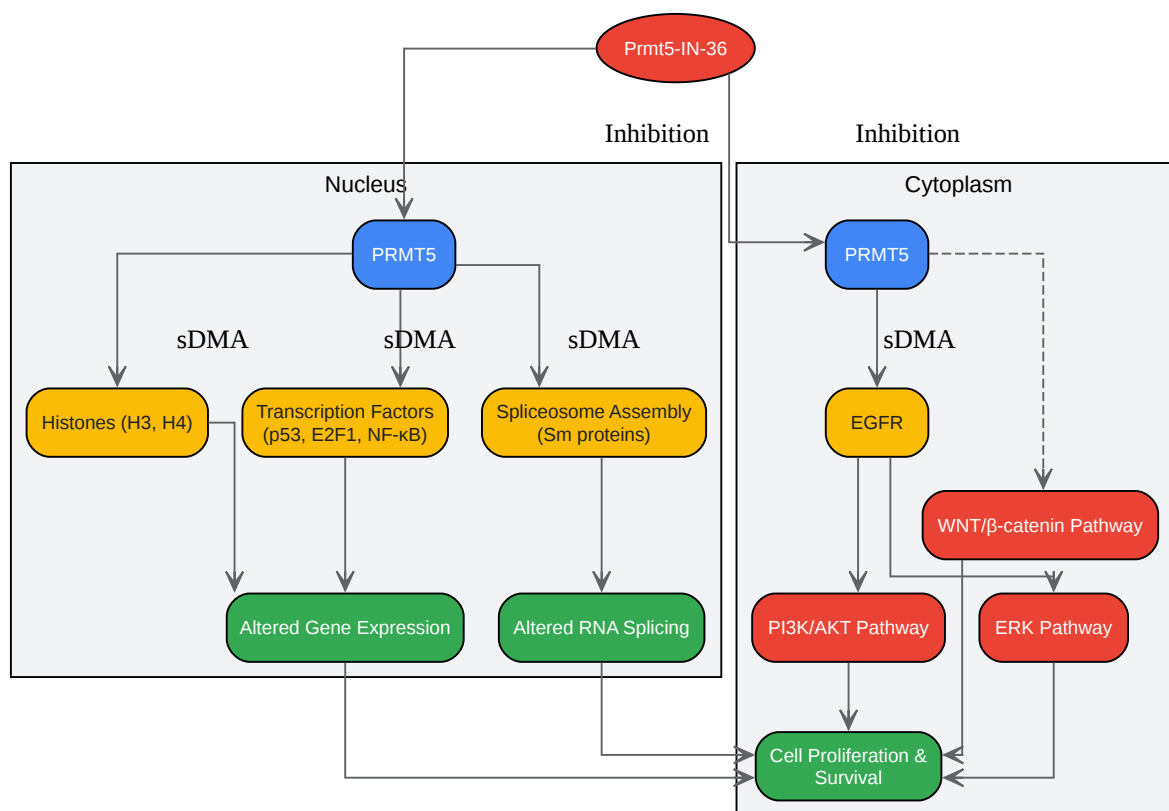 Prmt5-IN-36
Inhibition
Inhibition
Nucleus
Cytoplasm
PRMT5
PRMT5
sDMA
sDMA
sDMA
sDMA
Histones (H3, H4)
Transcription Factors
(p53, E2F1, NF-κB)
Spliceosome Assembly
(Sm proteins)
EGFR
WNT/β-catenin Pathway
Altered Gene Expression
Altered RNA Splicing
PI3K/AKT Pathway
ERK Pathway
Cell Proliferation &
Survival